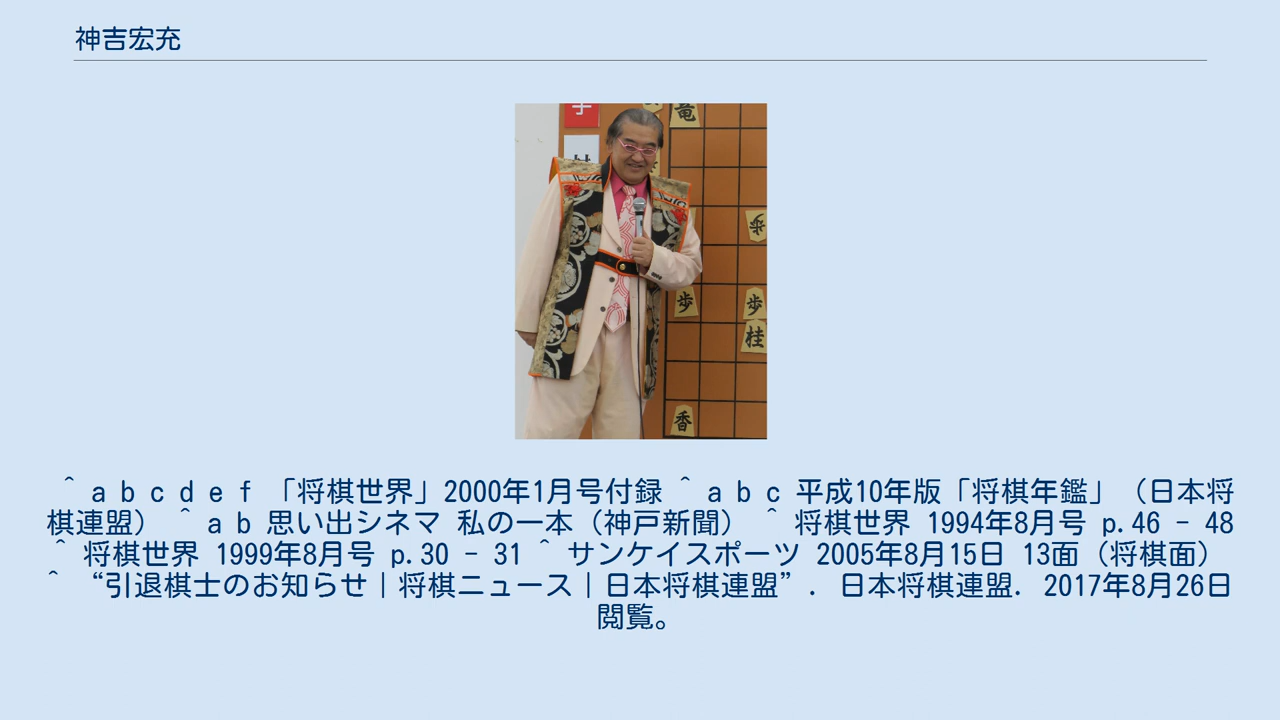 神吉宏充
手
竜
歩
歩
歩
桂
香
^ a b c d e f 「将棋世界」2000年1月号付録 ^ a b c 平成10年版「将棋年鑑」（日本将
棋連盟） ^ a b 思い出シネマ 私の一本（神戸新聞） ^ 将棋世界 1994年8月号 p.46 - 48
^ 将棋世界 1999年8月号 p.30 - 31 ^ サンケイスポーツ 2005年8月15日 13面（将棋面）
^ “引退棋士のお知らせ｜将棋ニュース｜日本将棋連盟”. 日本将棋連盟. 2017年8月26日
閲覧。